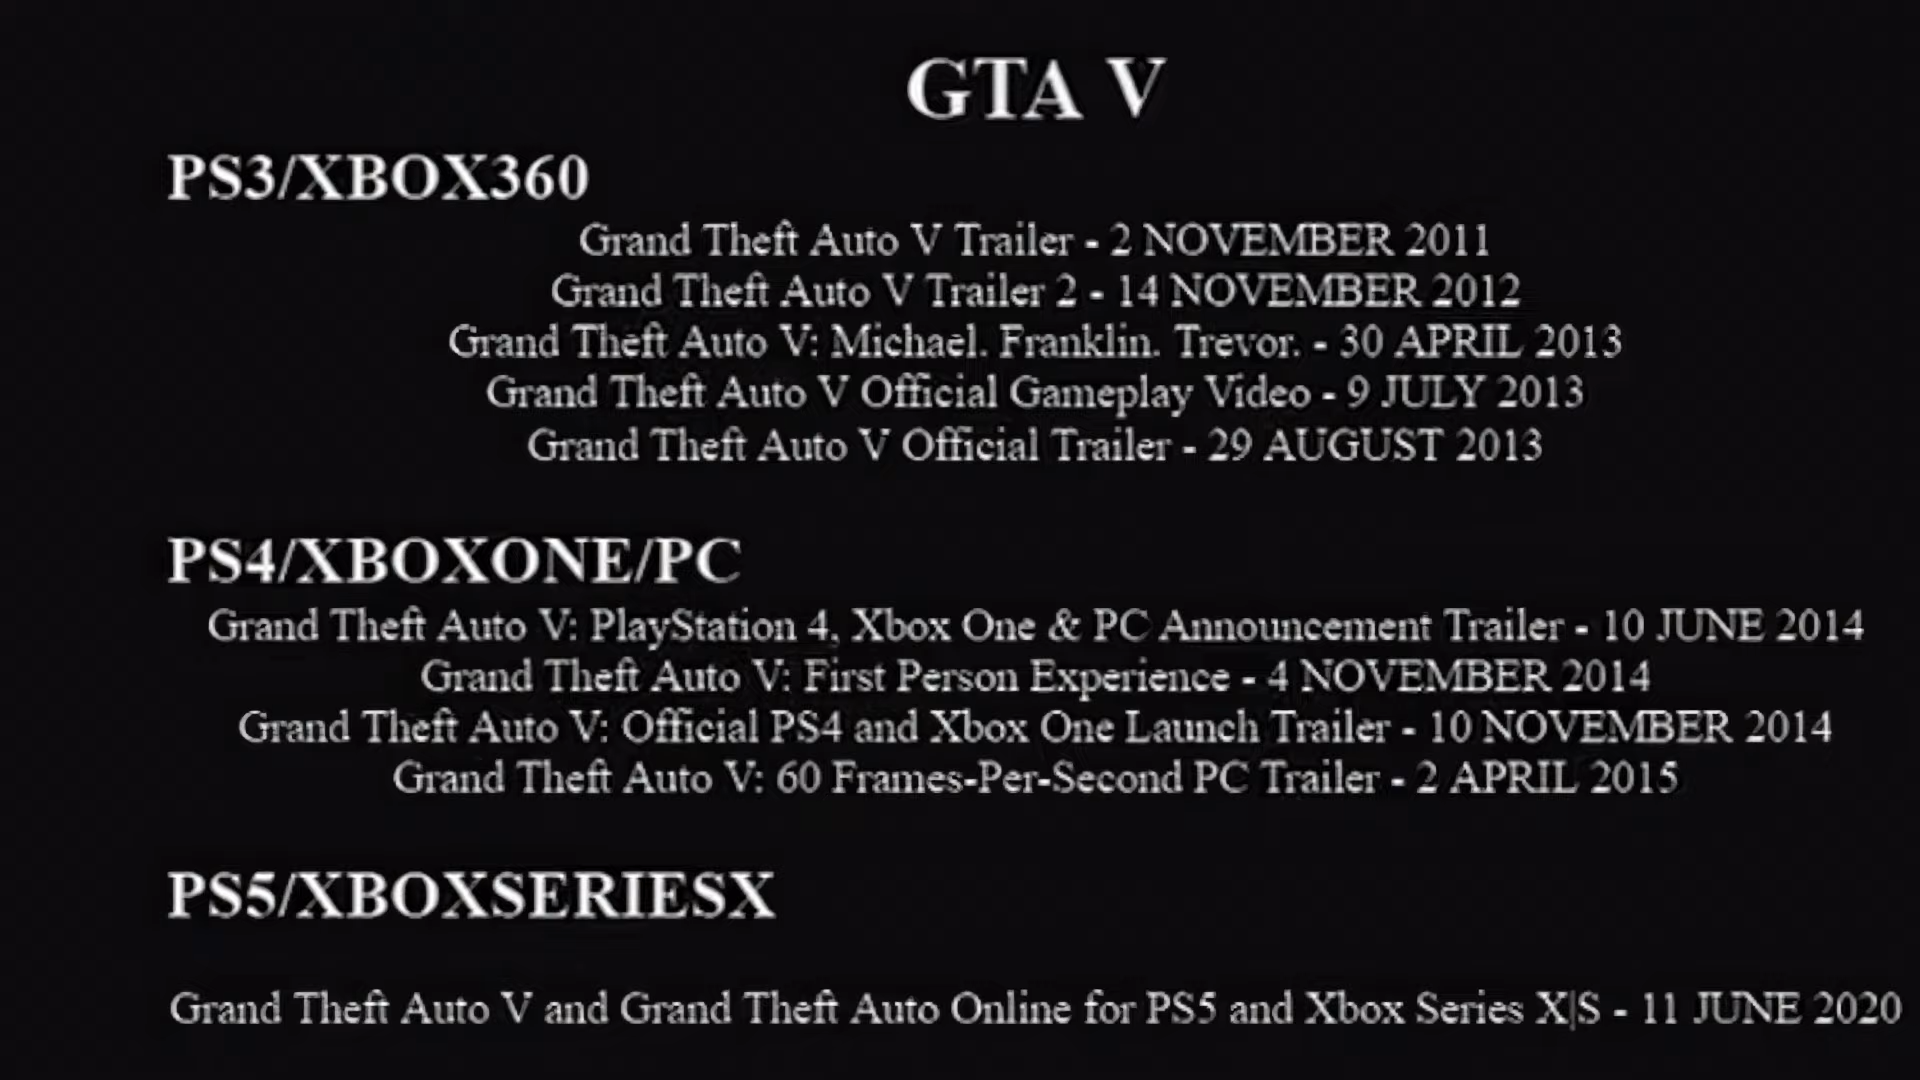 GTA V
PS3/XBOX360
Grand Theft Auto V Trailer - 2 NOVEMBER 2011
Grand Theft Auto V Trailer 2 - 14 NOVEMBER 2012
Grand Theft Auto V: Michael. Franklin. Trevor. - 30 APRIL 2013
Grand Theft Auto V Official Gameplay Video - 9 JULY 2013
Grand Theft Auto V Official Trailer - 29 AUGUST 2013
PS4/XBOXONE/PC
Grand Theft Auto V: PlayStation 4, Xbox One & PC Announcement Trailer - 10 JUNE 2014
Grand Theft Auto V: First Person Experience - 4 NOVEMBER 2014
Grand Theft Auto V: Official PS4 and Xbox One Launch Trailer - 10 NOVEMBER 2014
Grand Theft Auto V: 60 Frames-Per-Second PC Trailer - 2 APRIL 2015
PS5/XBOXSERIESX
Grand Theft Auto V and Grand Theft Auto Online for PS5 and Xbox Series X|S - 11 JUNE 2020